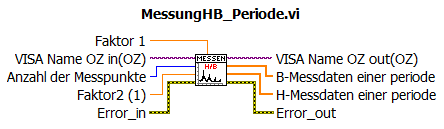 MessungHB_Periode.vi
Faktor 1
VISA Name OZ in(OZ)
MESSEN
VISA Name OZ out(OZ)
Anzahl der Messpunkte
H/B
B-Messdaten einer periode
Faktor2 (1)
H-Messdaten einer periode
Error_in
Error_out